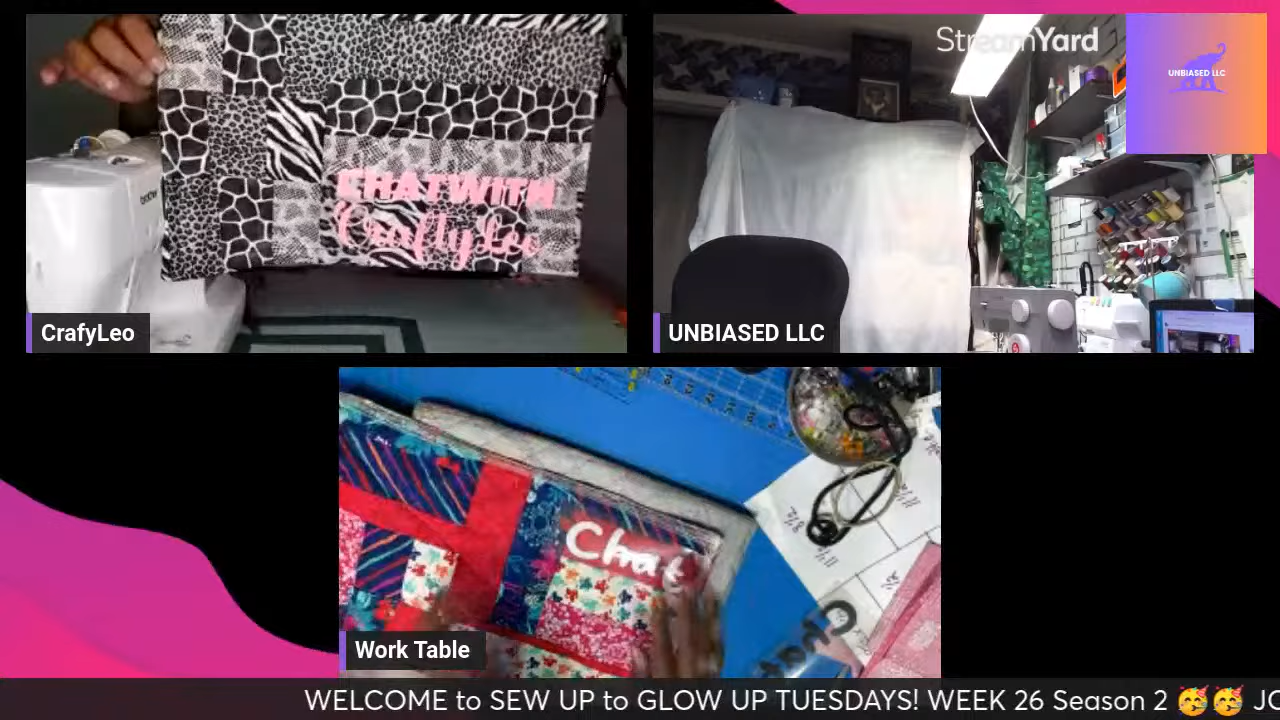 StreamYard
UNBIASED LLC
CHATWITH
CraftyLeo
CrafyLeo
UNBIASED LLC
Chat
Work Table
WELCOME to SEW UP to GLOW UP TUESDAYS! WEEK 26 Season 2 🥳🥳 JO